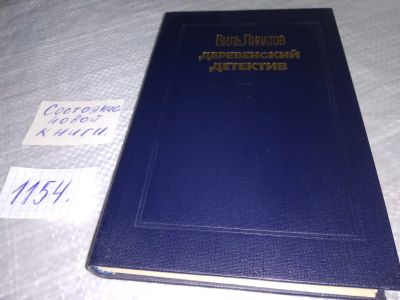 Виль Липатов
Деревенский
детектив
Состояние
новой
книги.
1154.